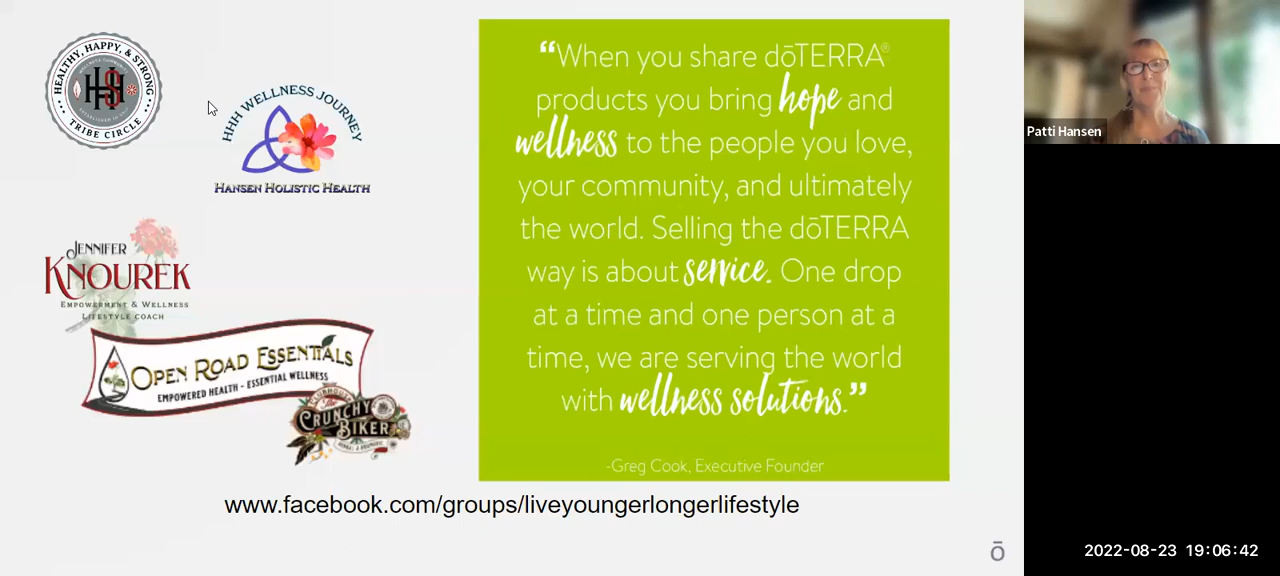 HEALTHY, HAPPY, & STRONG
HHS
TRIBE CIRCLE
HHH WELLNESS JOURNEY
HANSEN HOLISTIC HEALTH
JENNIFER
KNOUREK
EMPOWERMENT & WELLNESS
LIFESTYLE COACH
OPEN ROAD ESSENTIALS
EMPOWERED HEALTH - ESSENTIAL WELLNESS
CLUBHOUSE
The
CRUNCHY
BIKER
“When you share dōTERRA®
products you bring hope and
wellness to the people you love,
your community, and ultimately
the world. Selling the dōTERRA
way is about service. One drop
at a time and one person at a
time, we are serving the world
with wellness solutions.”
-Greg Cook, Executive Founder
www.facebook.com/groups/liveyoungerlongerlifestyle
ō
Patti Hansen
2022-08-23 19:06:42